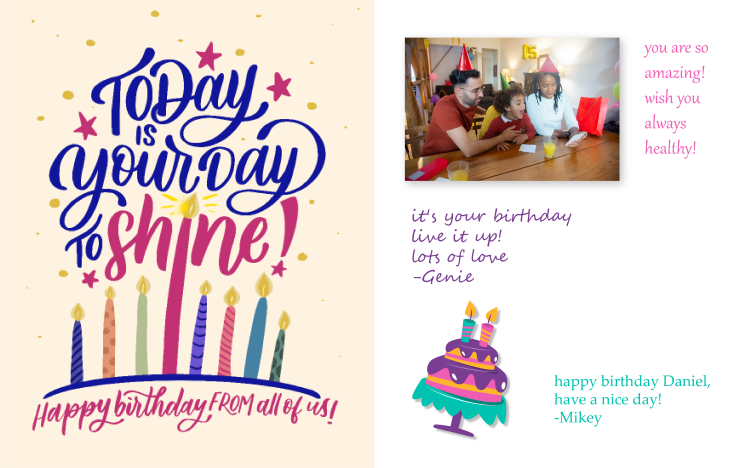 Today
is
your day
to shine!
Happy birthday FROM all of us!
15
you are so
amazing!
wish you
always
healthy!
it's your birthday
live it up!
lots of love
-Genie
happy birthday Daniel,
have a nice day!
-Mikey